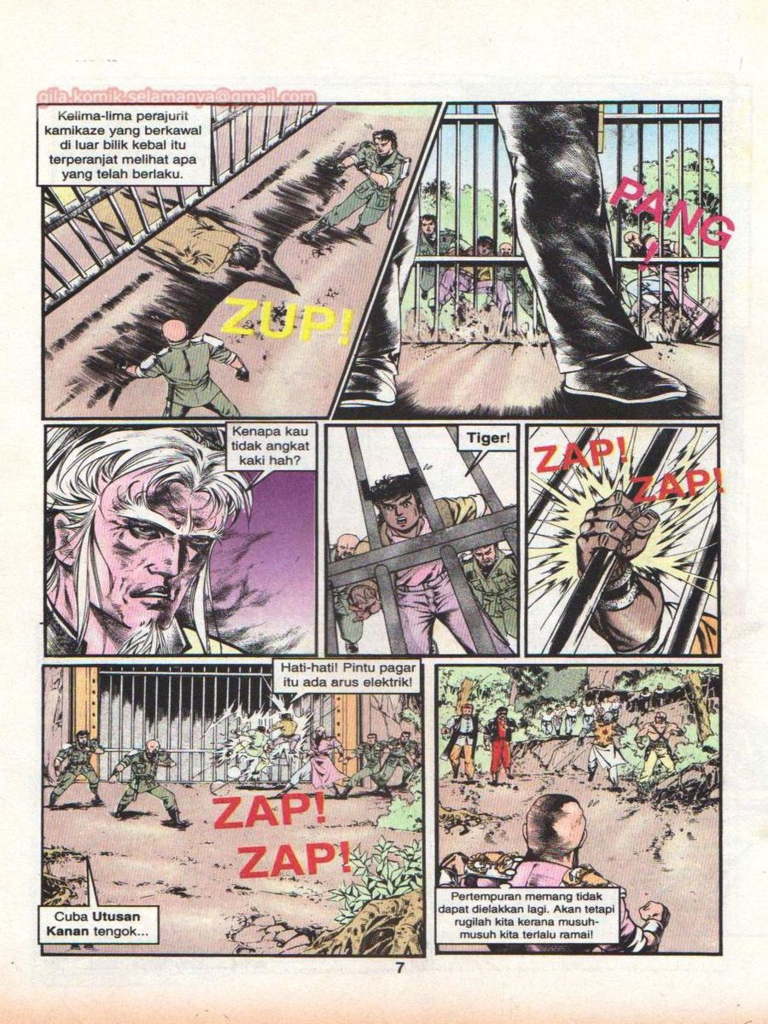 gila.komik.selamanya@gmail.com
Kelima-lima perajurit
kamikaze yang berkawal
di luar bilik kebal itu
terperanjat melihat apa
yang telah berlaku.
ZUP!
PANG
!
Kenapa kau
tidak angkat
kaki hah?
Tiger!
ZAP!
ZAP!
Hati-hati! Pintu pagar
itu ada arus elektrik!
ZAP!
ZAP!
Cuba Utusan
Kanan tengok...
Pertempuran memang tidak
dapat dielakkan lagi. Akan tetapi
rugilah kita kerana musuh-
musuh kita terlalu ramai!
7